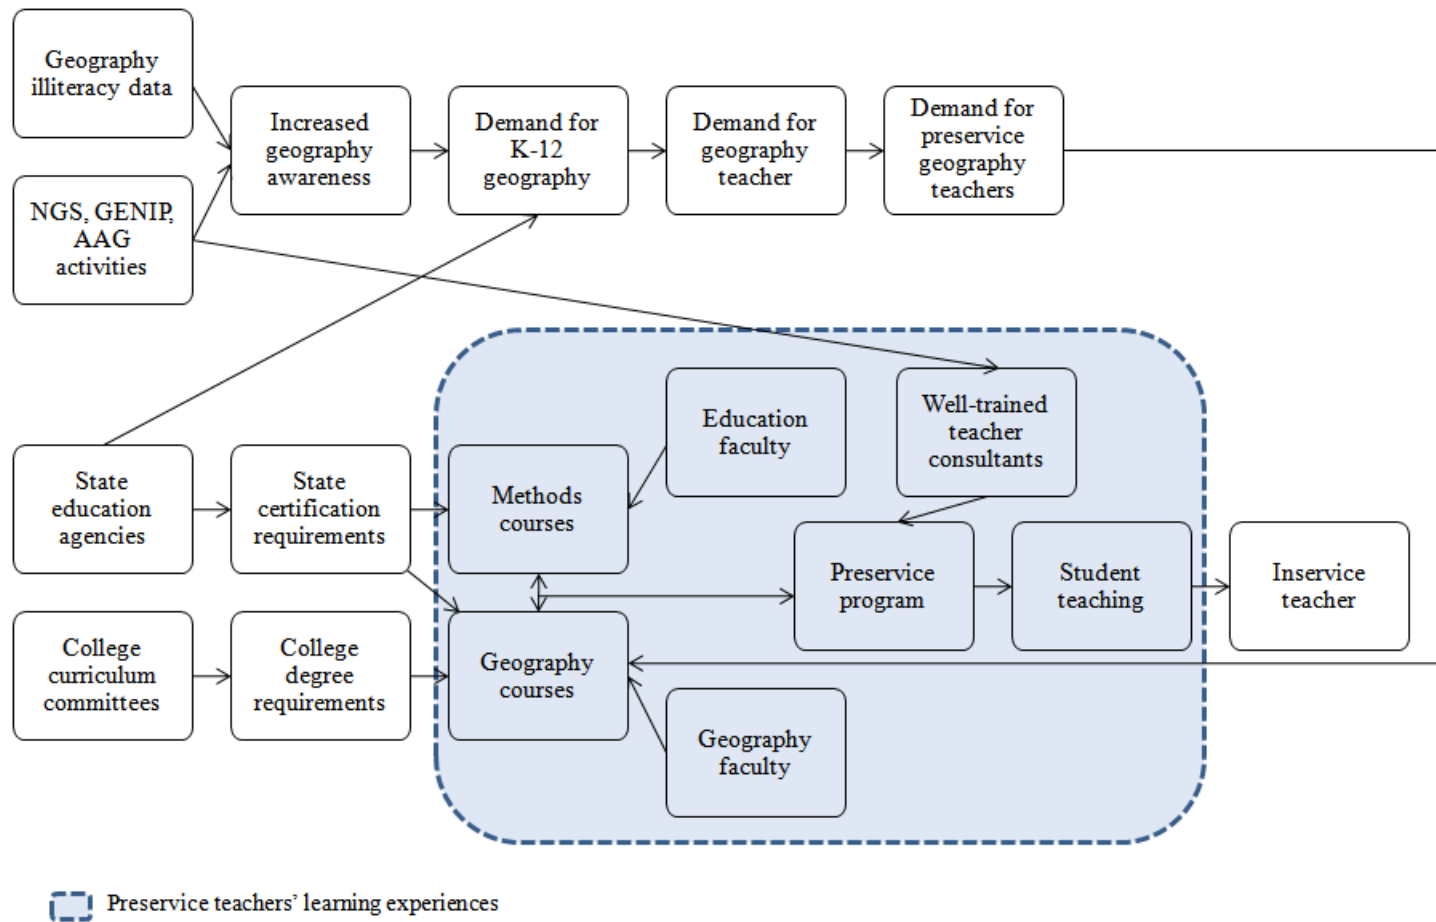 Geography
illiteracy data
NGS, GENIP,
AAG
activities
Increased
geography
awareness
Demand for
K-12
geography
Demand for
geography
teacher
Demand for
preservice
geography
teachers
State
education
agencies
State
certification
requirements
Methods
courses
Education
faculty
Well-trained
teacher
consultants
Preservice
program
Student
teaching
Inservice
teacher
College
curriculum
committees
College
degree
requirements
Geography
courses
Geography
faculty
Preservice teachers’ learning experiences